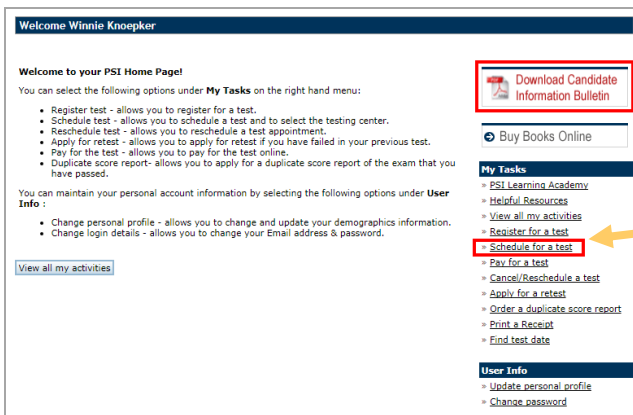 Welcome Winnie Knoepker
Welcome to your PSI Home Page!
You can select the following options under My Tasks on the right hand menu:
• Register test - allows you to register for a test.
• Schedule test - allows you to schedule a test and to select the testing center.
• Reschedule test - allows you to reschedule a test appointment.
• Apply for retest - allows you to apply for retest if you have failed in your previous test.
• Pay for the test - allows you to pay for the test online.
• Duplicate score report- allows you to apply for a duplicate score report of the exam that you
have passed.
You can maintain your personal account information by selecting the following options under User
Info :
• Change personal profile - allows you to change and update your demographics information.
• Change login details - allows you to change your Email address & password.
View all my activities
Download Candidate
Information Bulletin
Buy Books Online
My Tasks
» PSI Learning Academy
» Helpful Resources
» View all my activities
» Register for a test
» Schedule for a test
» Pay for a test
» Cancel/Reschedule a test
» Apply for a retest
» Order a duplicate score report
» Print a Receipt
» Find test date
User Info
» Update personal profile
» Change password